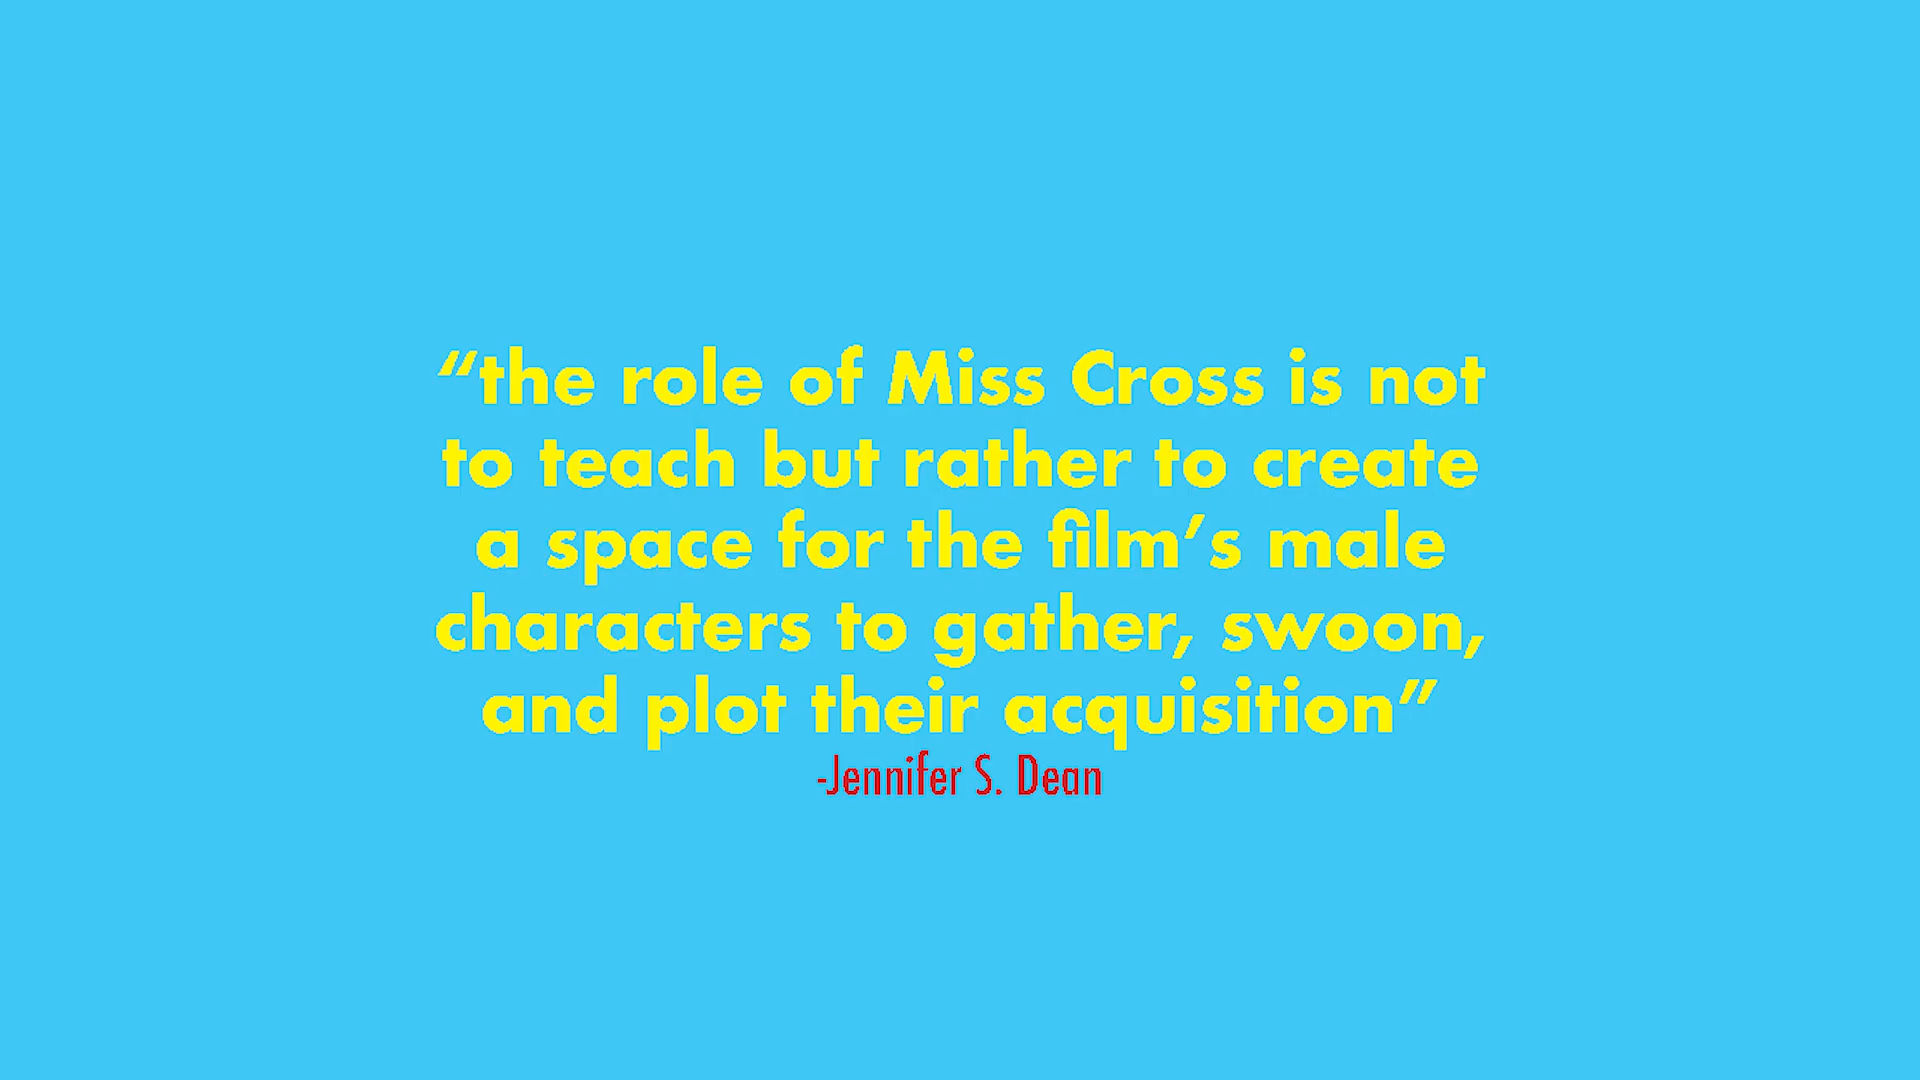 “the role of Miss Cross is not
to teach but rather to create
a space for the film’s male
characters to gather, swoon,
and plot their acquisition”
-Jennifer S. Dean